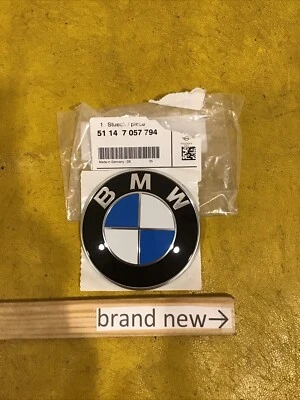 1 Stueck / piece
51 14 7 057 794
Made in Germany
BMW
brand new→